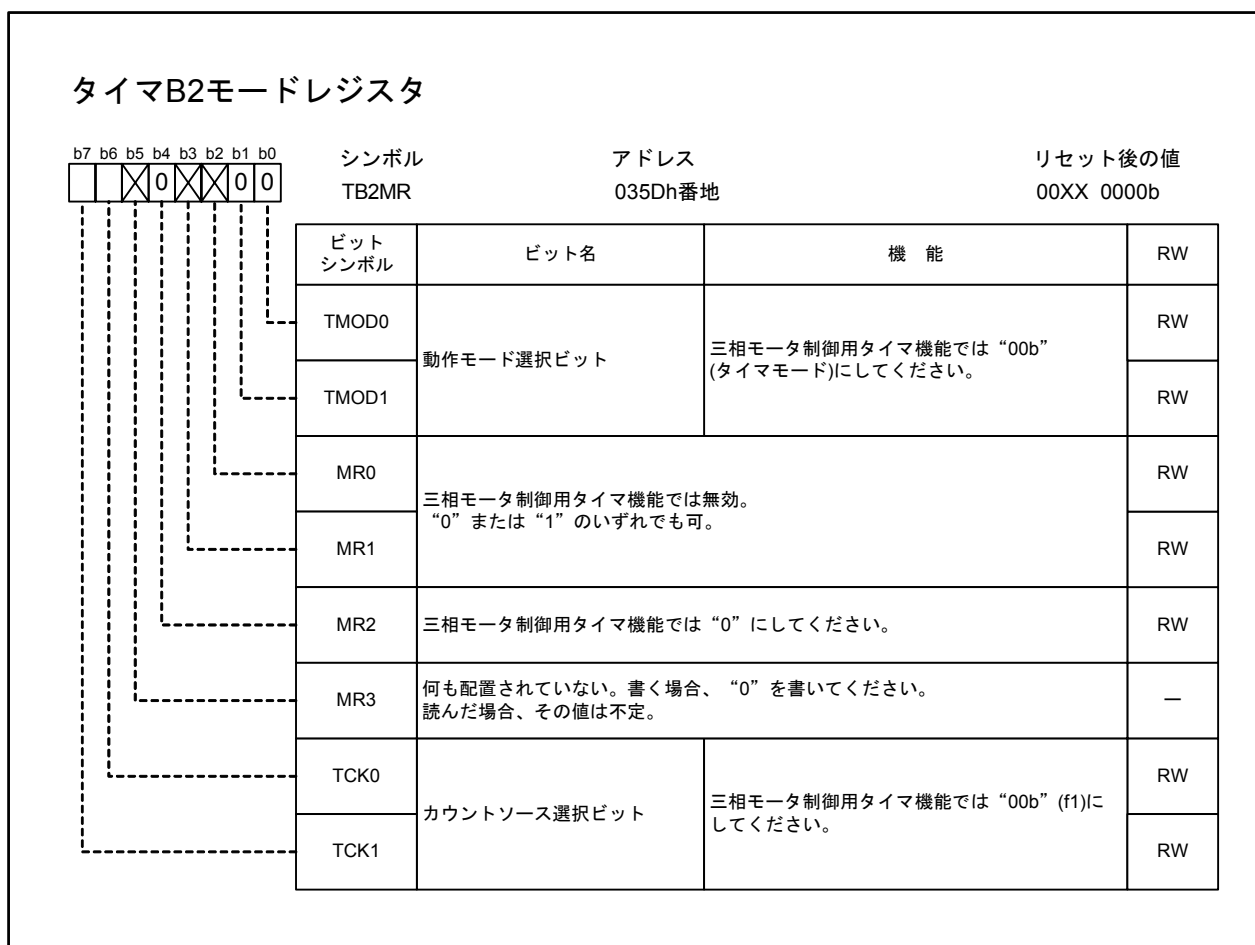 タイマB2モードレジスタ
b7 b6 b5 b4 b3 b2 b1 b0
0 0 0
シンボル アドレス リセット後の値
TB2MR 035Dh番地 00XX 0000b
ビット
シンボル
ビット名 機 能 RW
TMOD0 RW
動作モード選択ビット
三相モータ制御用タイマ機能では“00b”
(タイマモード)にしてください。
TMOD1 RW
MR0 RW
三相モータ制御用タイマ機能では無効。
“0”または“1”のいずれでも可。
MR1 RW
MR2 三相モータ制御用タイマ機能では“0”にしてください。 RW
MR3
何も配置されていない。書く場合、“0”を書いてください。
読んだ場合、その値は不定。
—
TCK0 RW
カウントソース選択ビット
三相モータ制御用タイマ機能では“00b”(f1)に
してください。
TCK1 RW